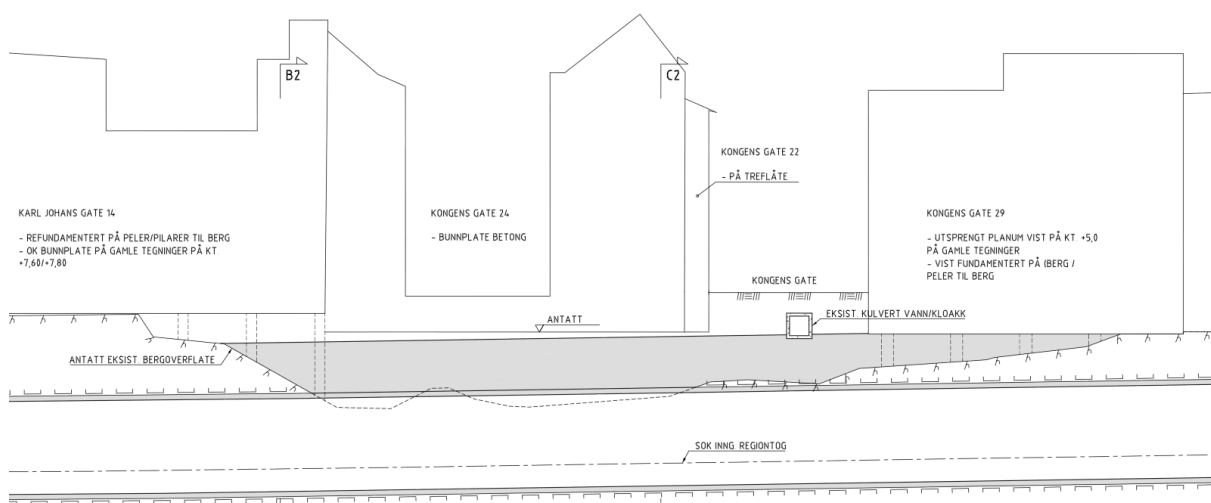 B2
C2
KONGENS GATE 22
- PÅ TREFLÅTE
KARL JOHANS GATE 14
- REFUNDAMENTERT PÅ PELER/PILARER TIL BERG
- OK BUNNPLATE PÅ GAMLE TEGNINGER PÅ KT.
+7,60/+7,80
KONGENS GATE 24
- BUNNPLATE BETONG
KONGENS GATE 29
- UTSPRENGT PLANUM VIST PÅ KT. +5,0
PÅ GAMLE TEGNINGER
- VIST FUNDAMENTERT PÅ (BERG /
PELER TIL BERG
KONGENS GATE
ANTATT
EKSIST. KULVERT VANN/KLOAKK
ANTATT EKSIST. BERGOVERFLATE
SOK INNG. REGIONTOG